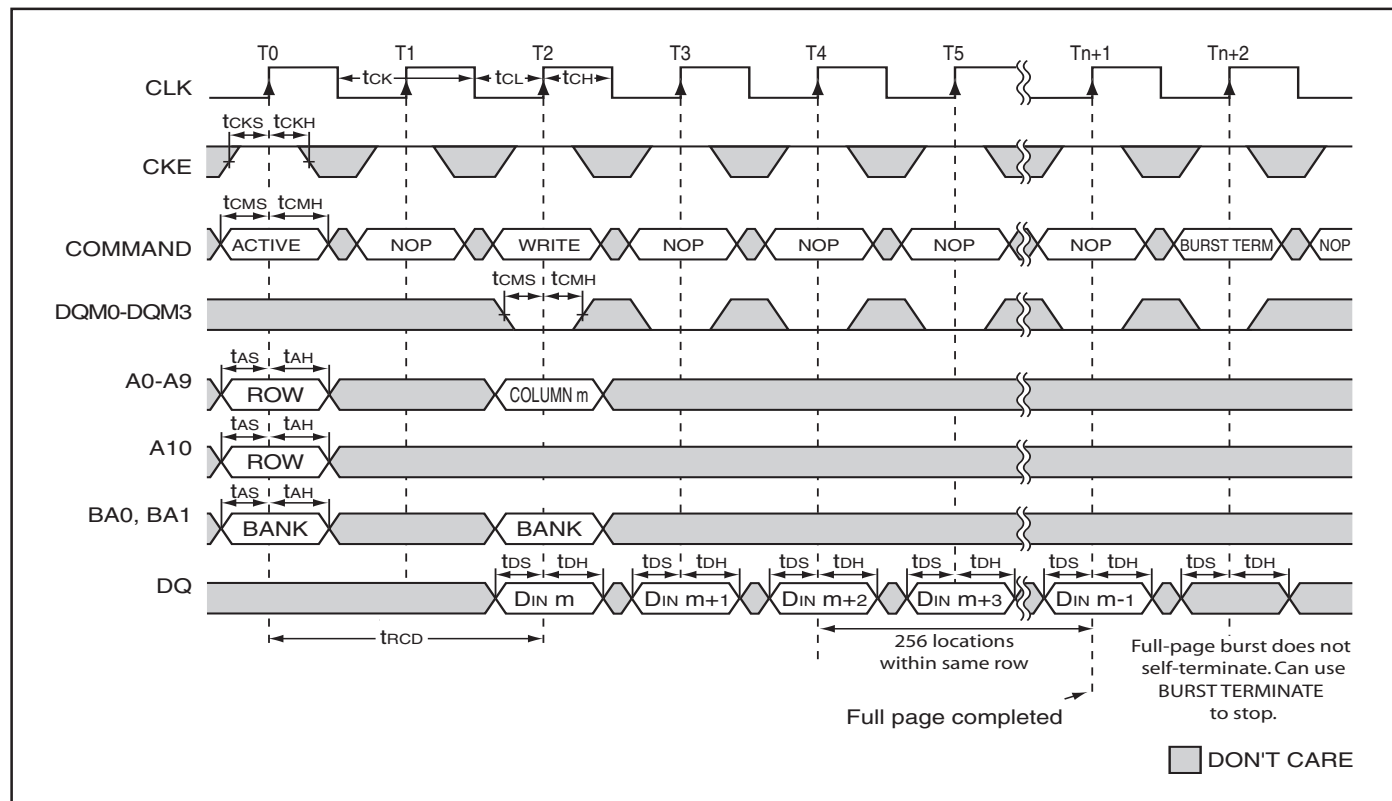 T0 T1 T2 T3 T4 T5 Tn+1 Tn+2
CLK tCK tCL tCH
tCKS tCKH
CKE
tCMS tCMH
COMMAND ACTIVE NOP WRITE NOP NOP NOP NOP BURST TERM NOP
tCMS tCMH
DQM0-DQM3
tAS tAH
A0-A9 ROW COLUMN m
tAS tAH
A10 ROW
tAS tAH
BA0, BA1 BANK BANK
tDS tDH tDS tDH tDS tDH tDS tDH tDS tDH tDS tDH
DQ DIN m DIN m+1 DIN m+2 DIN m+3 DIN m-1
tRCD
256 locations
within same row
Full page completed
Full-page burst does not
self-terminate. Can use
BURST TERMINATE
to stop.
DON'T CARE